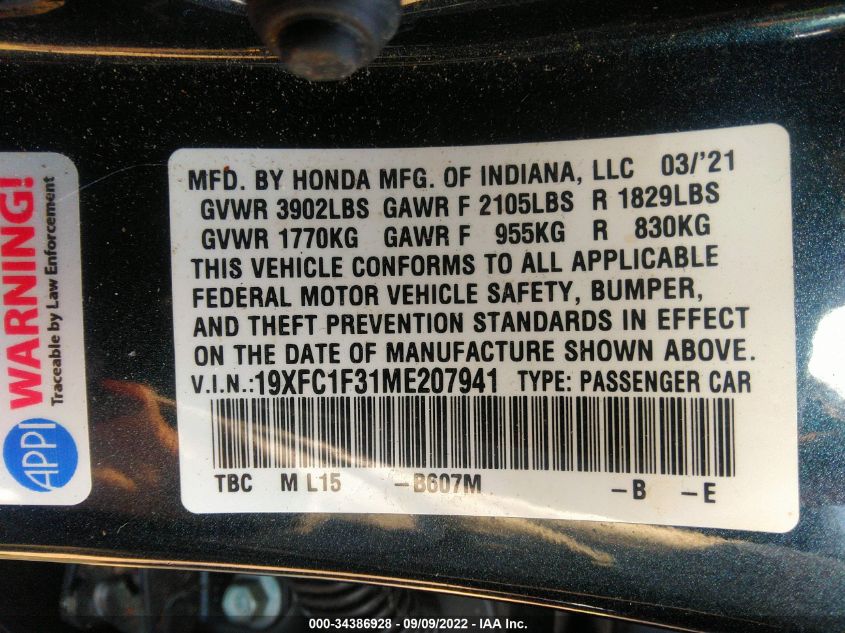 WARNING!
Traceable by Law Enforcement
APPI
MFD. BY HONDA MFG. OF INDIANA, LLC 03/'21
GVWR 3902LBS GAWR F 2105LBS R 1829LBS
GVWR 1770KG GAWR F 955KG R 830KG
THIS VEHICLE CONFORMS TO ALL APPLICABLE
FEDERAL MOTOR VEHICLE SAFETY, BUMPER,
AND THEFT PREVENTION STANDARDS IN EFFECT
ON THE DATE OF MANUFACTURE SHOWN ABOVE.
V.I.N.:19XFC1F31ME207941 TYPE: PASSENGER CAR
TBC M L15 -B607M -B -E
000-34386928 - 09/09/2022 - IAA Inc.